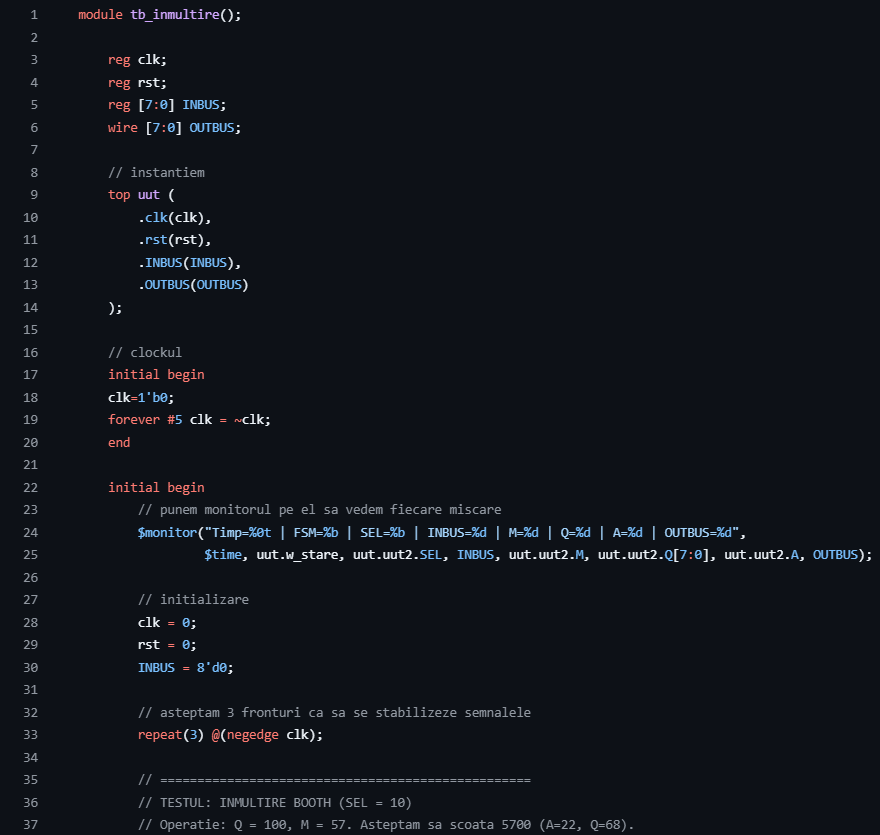 1 module tb_inmultire();
2
3 reg clk;
4 reg rst;
5 reg [7:0] INBUS;
6 wire [7:0] OUTBUS;
7
8 // instantiem
9 top uut (
10 .clk(clk),
11 .rst(rst),
12 .INBUS(INBUS),
13 .OUTBUS(OUTBUS)
14 );
15
16 // clockul
17 initial begin
18 clk=1'b0;
19 forever #5 clk = ~clk;
20 end
21
22 initial begin
23 // punem monitorul pe el sa vedem fiecare miscare
24 $monitor("Timp=%0t | FSM=%b | SEL=%b | INBUS=%d | M=%d | Q=%d | A=%d | OUTBUS=%d",
25 $time, uut.w_stare, uut.uut2.SEL, INBUS, uut.uut2.M, uut.uut2.Q[7:0], uut.uut2.A, OUTBUS);
26
27 // initializare
28 clk = 0;
29 rst = 0;
30 INBUS = 8'd0;
31
32 // asteptam 3 fronturi ca sa se stabilizeze semnalele
33 repeat(3) @(negedge clk);
34
35 // ==================================================
36 // TESTUL: INMULTIRE BOOTH (SEL = 10)
37 // Operatie: Q = 100, M = 57. Asteptam sa scoata 5700 (A=22, Q=68).